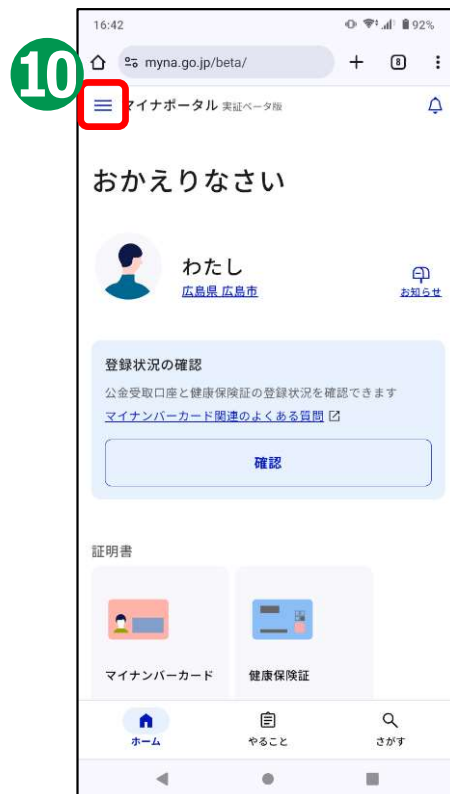 16:42
92%
10
myna.go.jp/beta/
8
マイナポータル 実証ベータ版
おかえりなさい
わたし
広島県 広島市
お知らせ
登録状況の確認
公金受取口座と健康保険証の登録状況を確認できます
マイナンバーカード関連のよくある質問
確認
証明書
マイナンバーカード
健康保険証
ホーム
やること
さがす